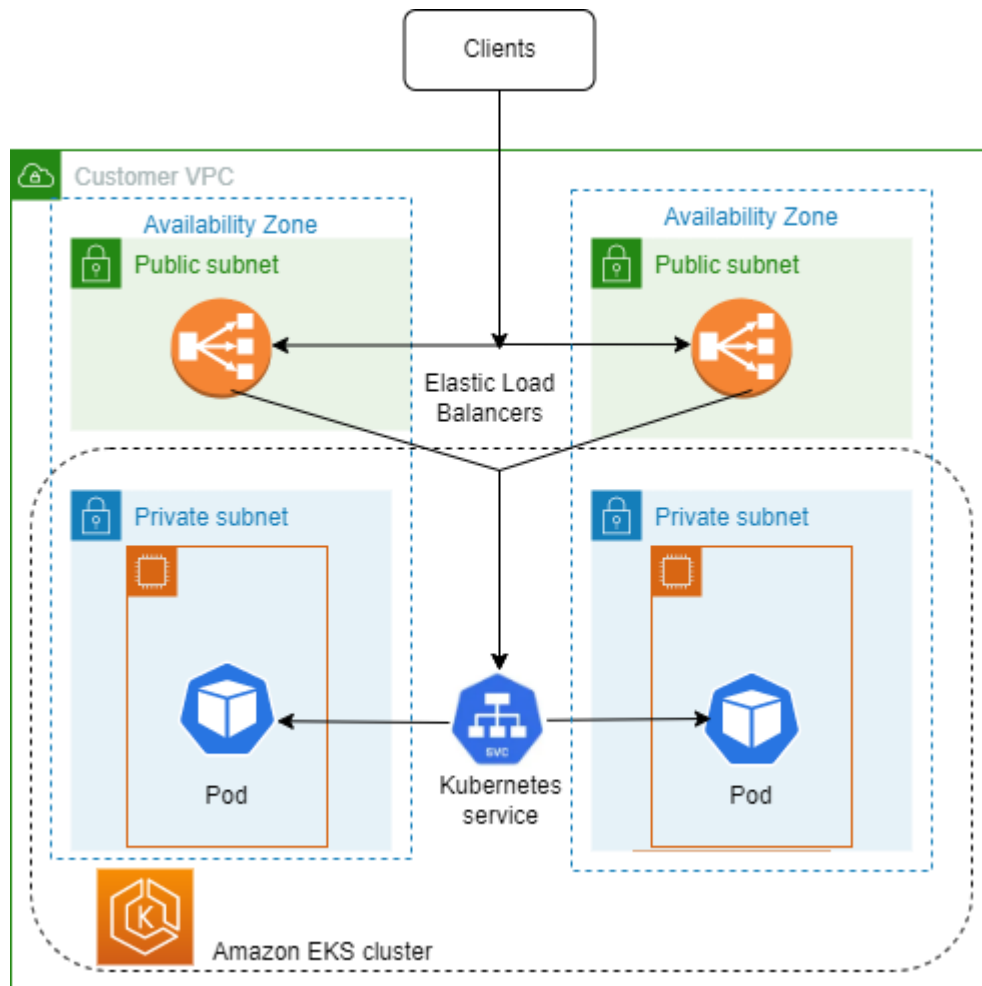 Clients
Customer VPC
Availability Zone
Availability Zone
Public subnet
Public subnet
Elastic Load
Balancers
Private subnet
Private subnet
SVC
Pod
Kubernetes
service
Pod
K
Amazon EKS cluster